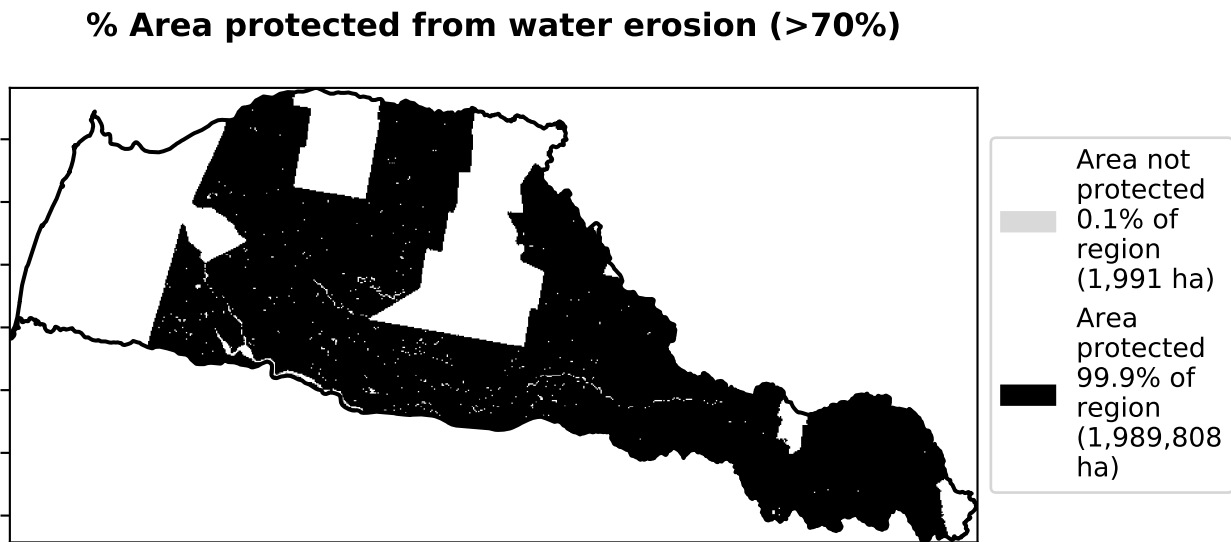 % Area protected from water erosion (>70%)
Area not
protected
0.1% of
region
(1,991 ha)
Area
protected
99.9% of
region
(1,989,808
ha)